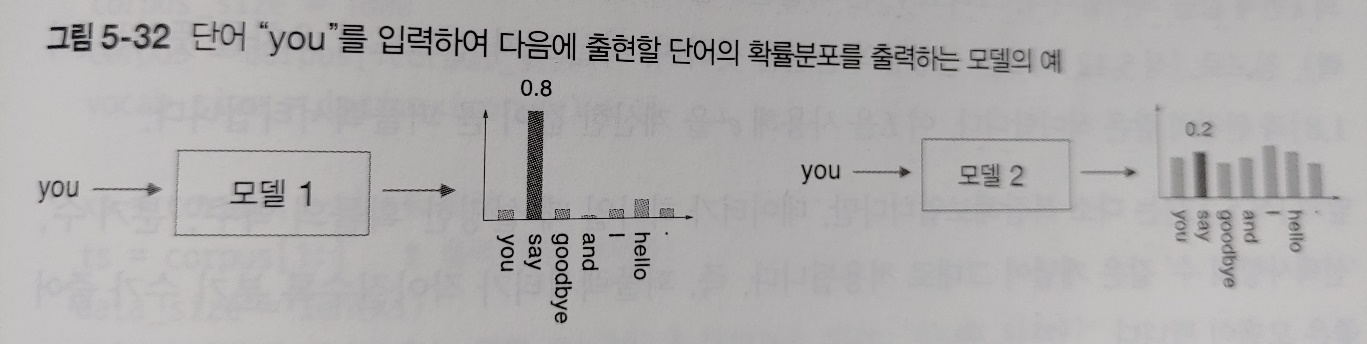 그림 5-32 단어 “you”를 입력하여 다음에 출현할 단어의 확률분포를 출력하는 모델의 예
0.8
you
모델 1
you
say
goodbye
and
I
hello
.
0.2
you
모델 2
you
say
goodbye
and
I
hello
.